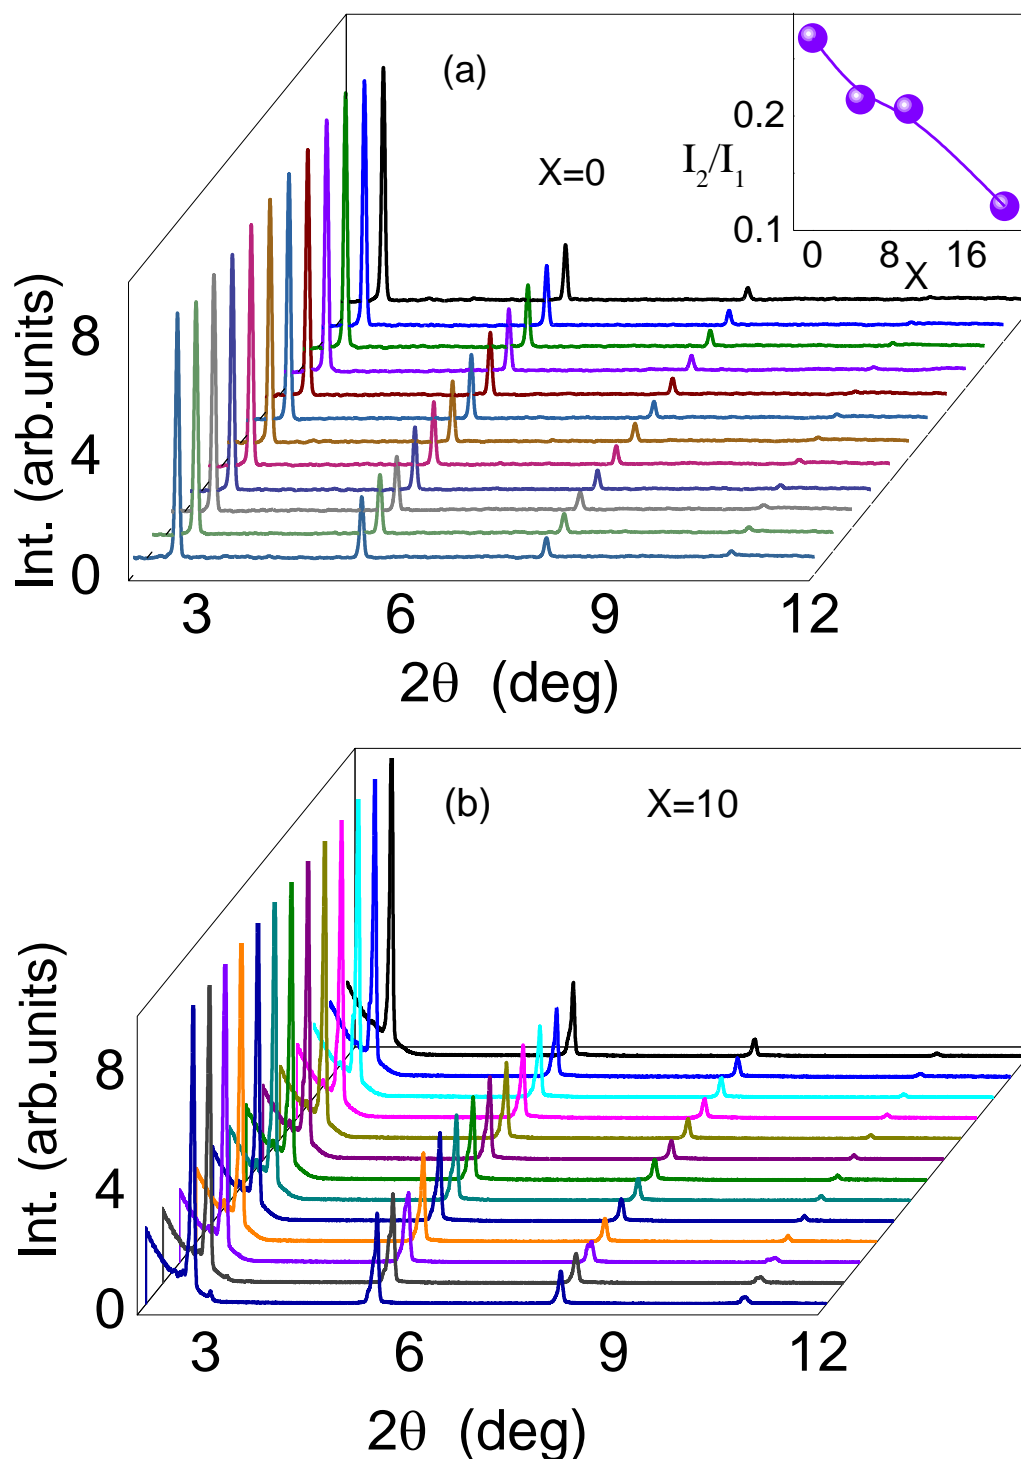 (a)
X=0
I2/I1
0.2
0.1
0 8 16
X
Int. (arb.units)
8
4
0
3 6 9 12
2θ (deg)
(b)
X=10
Int. (arb.units)
8
4
0
3 6 9 12
2θ (deg)